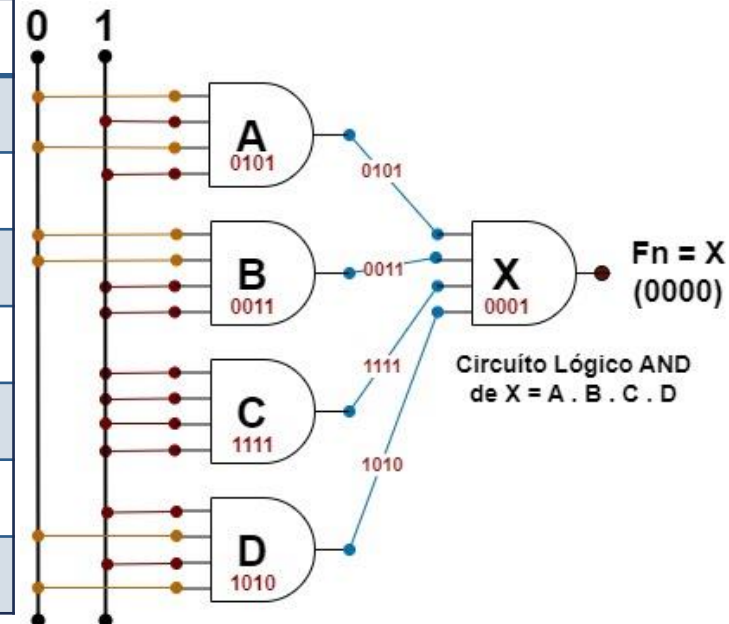 0 1
A
0101
0101
B
0011
0011
X
0001
Fn = X
(0000)
C
1111
1111
Circuíto Lógico AND
de X = A . B . C . D
D
1010
1010